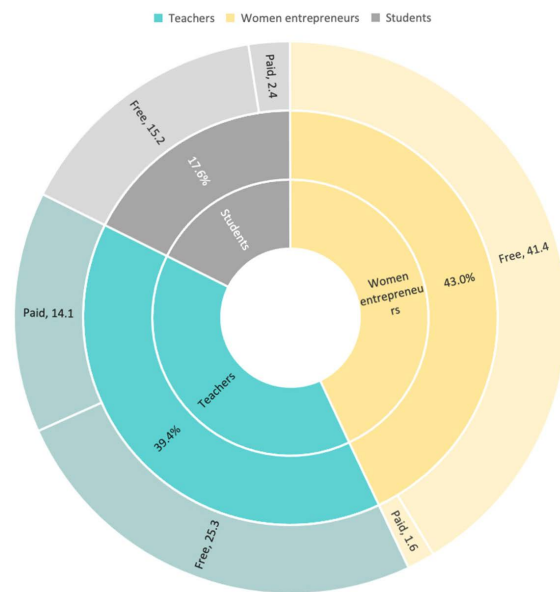 Teachers Women entrepreneurs Students
Paid, 2.4
Free, 15.2
17.6%
Students
Free, 41.4
43.0%
Women
entrepreneu
rs
Paid, 14.1
Teachers
39.4%
Free, 25.3
Paid, 1.6